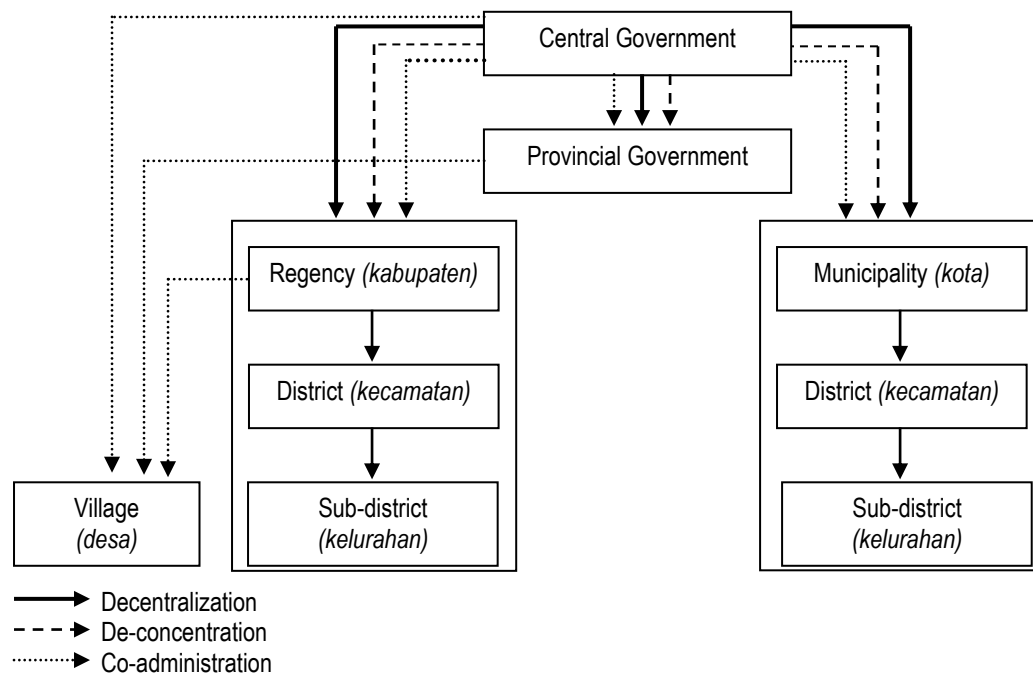 Central Government
Provincial Government
Regency (kabupaten)
Municipality (kota)
District (kecamatan)
District (kecamatan)
Village
(desa)
Sub-district
(kelurahan)
Sub-district
(kelurahan)
Decentralization
De-concentration
Co-administration